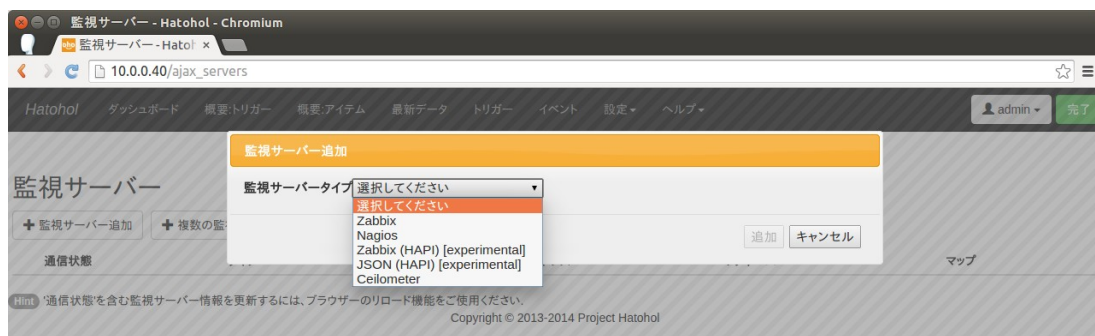 監視サーバー - Hatohol - Chromium
監視サーバー - Hatoh
10.0.0.40/ajax_servers
Hatohol ダッシュボード 概要:トリガー 概要:アイテム 最新データ トリガー イベント 設定 ヘルプ admin 完了
監視サーバー追加
監視サーバー
監視サーバータイプ 選択してください
選択してください
Zabbix
Nagios
Zabbix (HAPI) [experimental]
JSON (HAPI) [experimental]
Ceilometer
+ 監視サーバー追加 + 複数の監
追加 キャンセル
通信状態 マップ
Hint '通信状態'を含む監視サーバー情報を更新するには、ブラウザーのリロード機能をご使用ください.
Copyright © 2013-2014 Project Hatohol